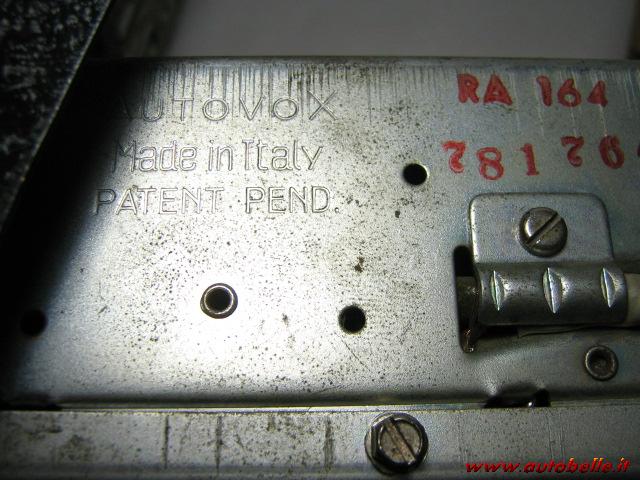 AUTOVOX
Made in Italy
PATENT PEND.
RA 164
78176
www.autobelle.it